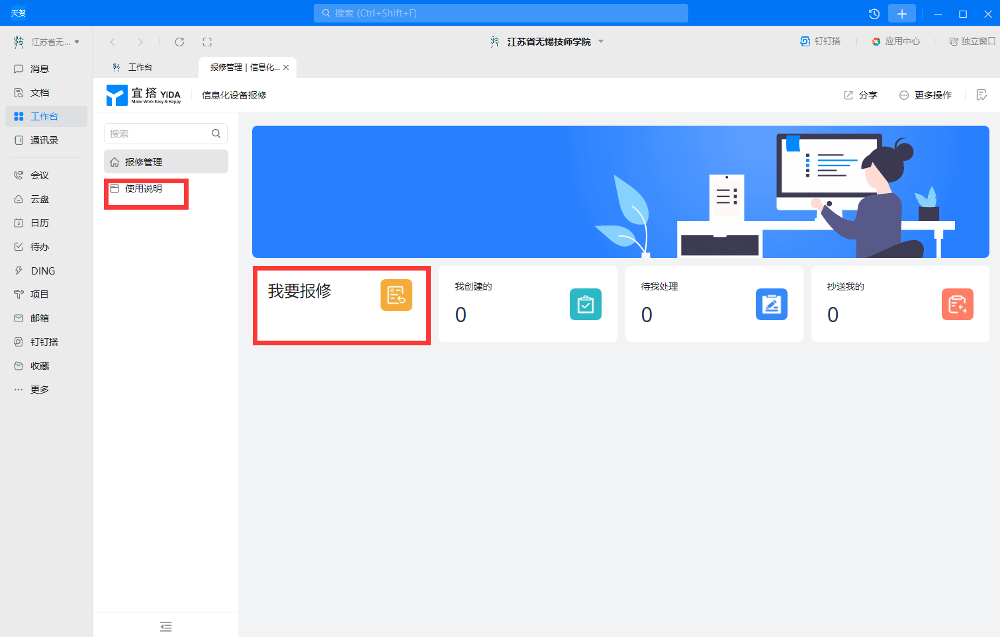 天贺
搜索 (Ctrl+Shift+F)
江苏省无...
江苏省无锡技师学院
钉钉搭
应用中心
独立窗口
消息
文档
工作台
通讯录
会议
云盘
3
日历
待办
DING
项目
邮箱
钉钉搭
收藏
更多
工作台
报修管理 | 信息化...
宜搭 YiDA
Make Work Easy & Happy
信息化设备报修
分享
更多操作
搜索
报修管理
使用说明
我要报修
我创建的
0
待我处理
0
抄送我的
0